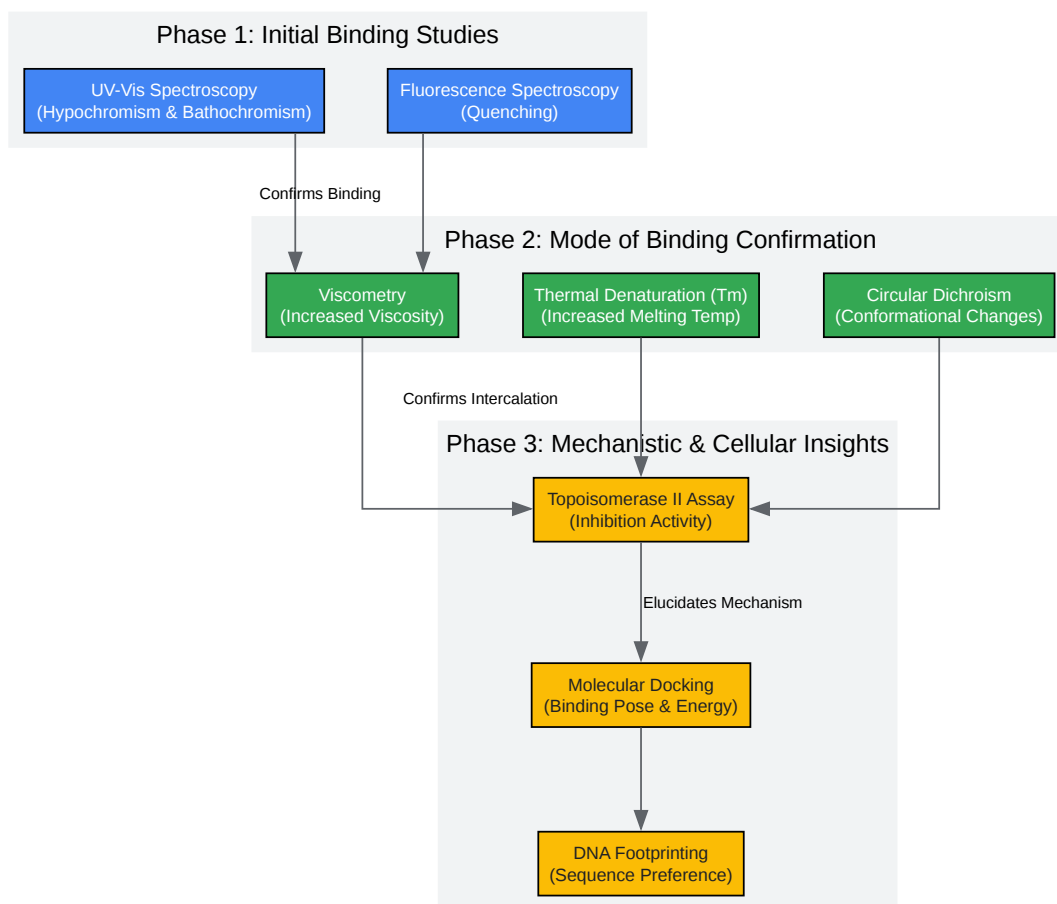 Phase 1: Initial Binding Studies
UV-Vis Spectroscopy
(Hypochromism & Bathochromism)
Fluorescence Spectroscopy
(Quenching)
Confirms Binding
Phase 2: Mode of Binding Confirmation
Viscometry
(Increased Viscosity)
Thermal Denaturation (Tm)
(Increased Melting Temp)
Circular Dichroism
(Conformational Changes)
Confirms Intercalation
Phase 3: Mechanistic & Cellular Insights
Topoisomerase II Assay
(Inhibition Activity)
Elucidates Mechanism
Molecular Docking
(Binding Pose & Energy)
DNA Footprinting
(Sequence Preference)